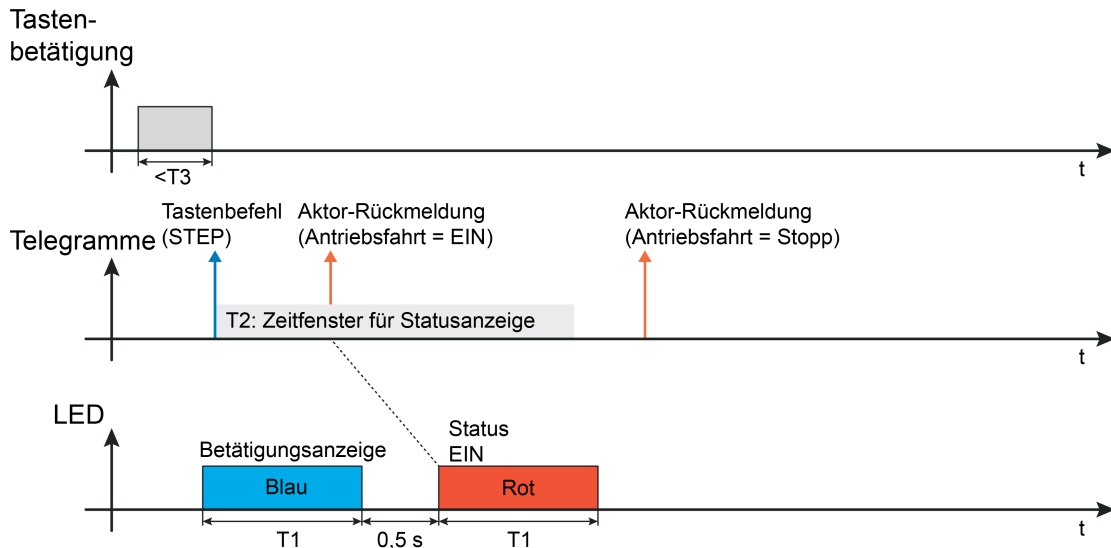 Tasten-
betätigung
t
<T3
Tastenbefehl
(STEP)
Aktor-Rückmeldung
(Antriebsfahrt = EIN)
Aktor-Rückmeldung
(Antriebsfahrt = Stopp)
Telegramme
T2: Zeitfenster für Statusanzeige
t
LED
Betätigungsanzeige
Status
EIN
Blau
Rot
t
T1
0,5 s
T1